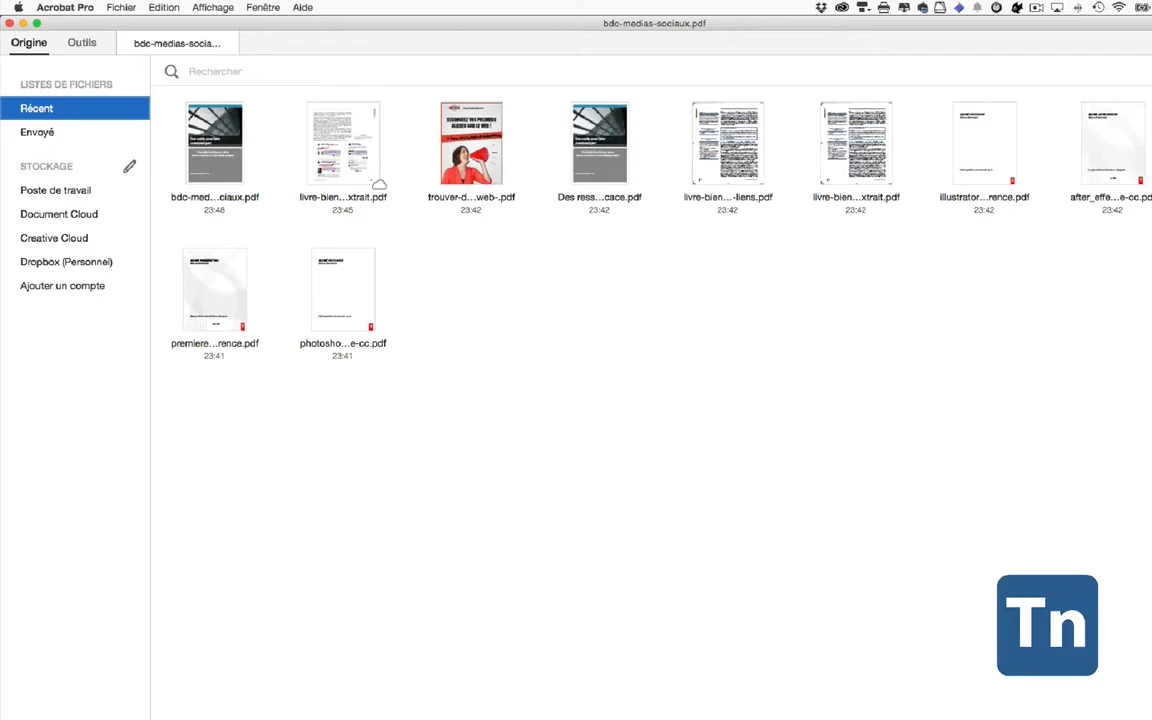 Acrobat Pro Fichier Edition Affichage Fenêtre Aide
bdc-medias-sociaux.pdf
Origine Outils bdc-medias-socia...
LISTES DE FICHIERS
Récent
Envoyé
STOCKAGE
Poste de travail
Document Cloud
Creative Cloud
Dropbox (Personnel)
Ajouter un compte
Rechercher
bdc-med...ciaux.pdf livre-bien...xtrait.pdf trouver-d...web-.pdf Des ress...cace.pdf livre-bien...-liens.pdf livre-bien...xtrait.pdf illustrator...rence.pdf after_effe...e-cc.pd
23:48 23:45 23:42 23:42 23:42 23:42 23:42 23:42
premiere...rence.pdf photosho...e-cc.pdf
23:41 23:41
Tn